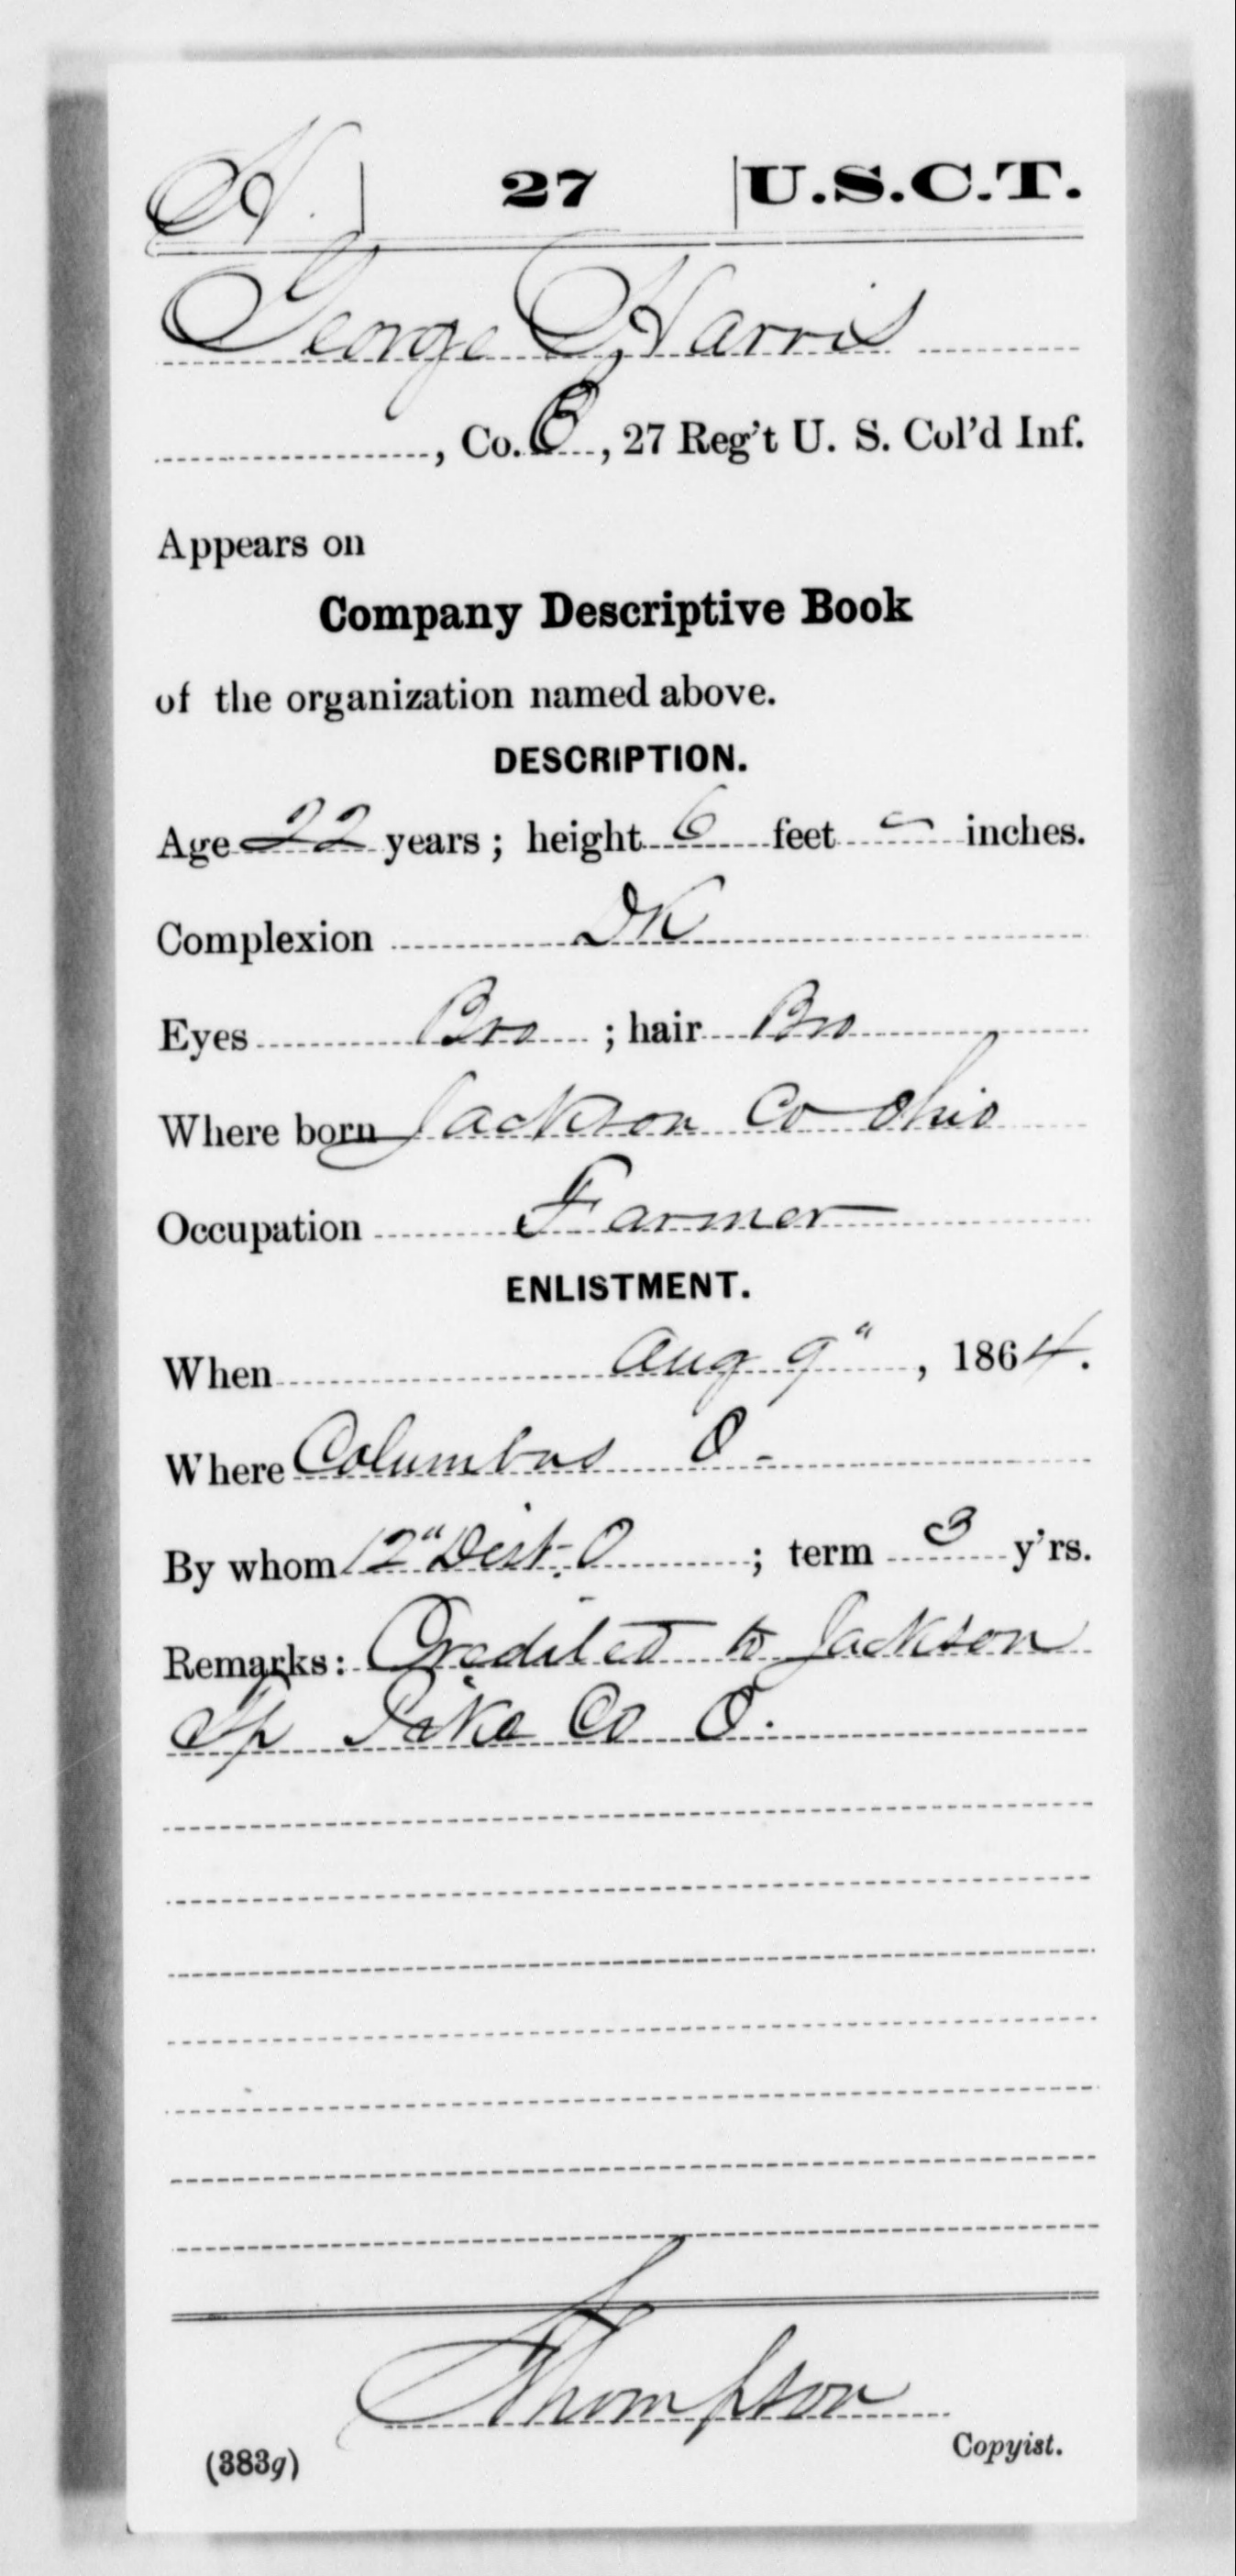 H. | 27 | U.S.C.T.
George Harris
, Co. B, 27 Reg't U. S. Col'd Inf.
Appears on
Company Descriptive Book
of the organization named above.
DESCRIPTION.
Age 22 years; height 6 feet inches.
Complexion DK
Eyes Bro ; hair Bro
Where born Jackson Co Ohio
Occupation Farmer
ENLISTMENT.
When Aug 9", 1864.
Where Columbus O -
By whom 12" Dist. O ; term 3 y'rs.
Remarks: Credited to Jackson
Tp Pike Co O.
Thompson
Copyist.
(383g)